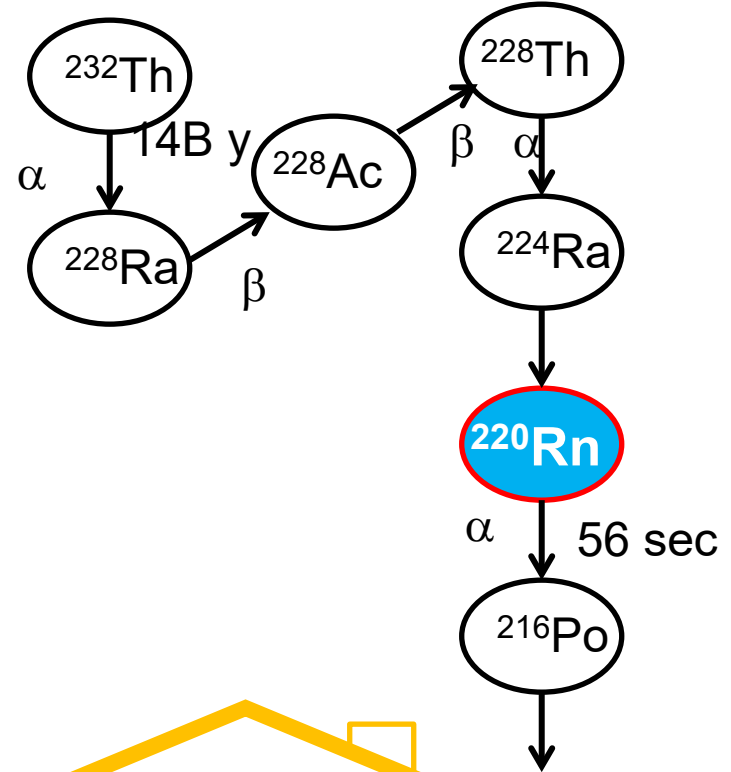 ²³²Th
14B y
α
²²⁸Ra
β
²²⁸Ac
β
²²⁸Th
α
²²⁴Ra
²²⁰Rn
α
56 sec
²¹⁶Po